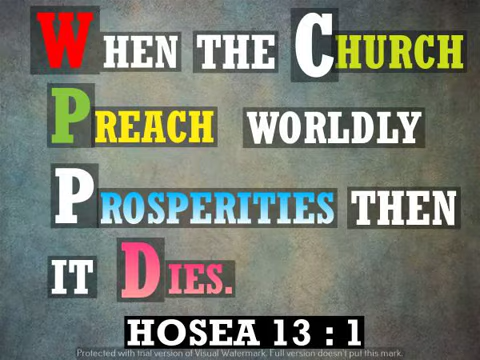 WHEN THE CHURCH
PREACH WORLDLY
PROSPERITIES THEN
IT DIES.
HOSEA 13 : 1
Protected with trial version of Visual Watermark. Full version doesn't put this mark.